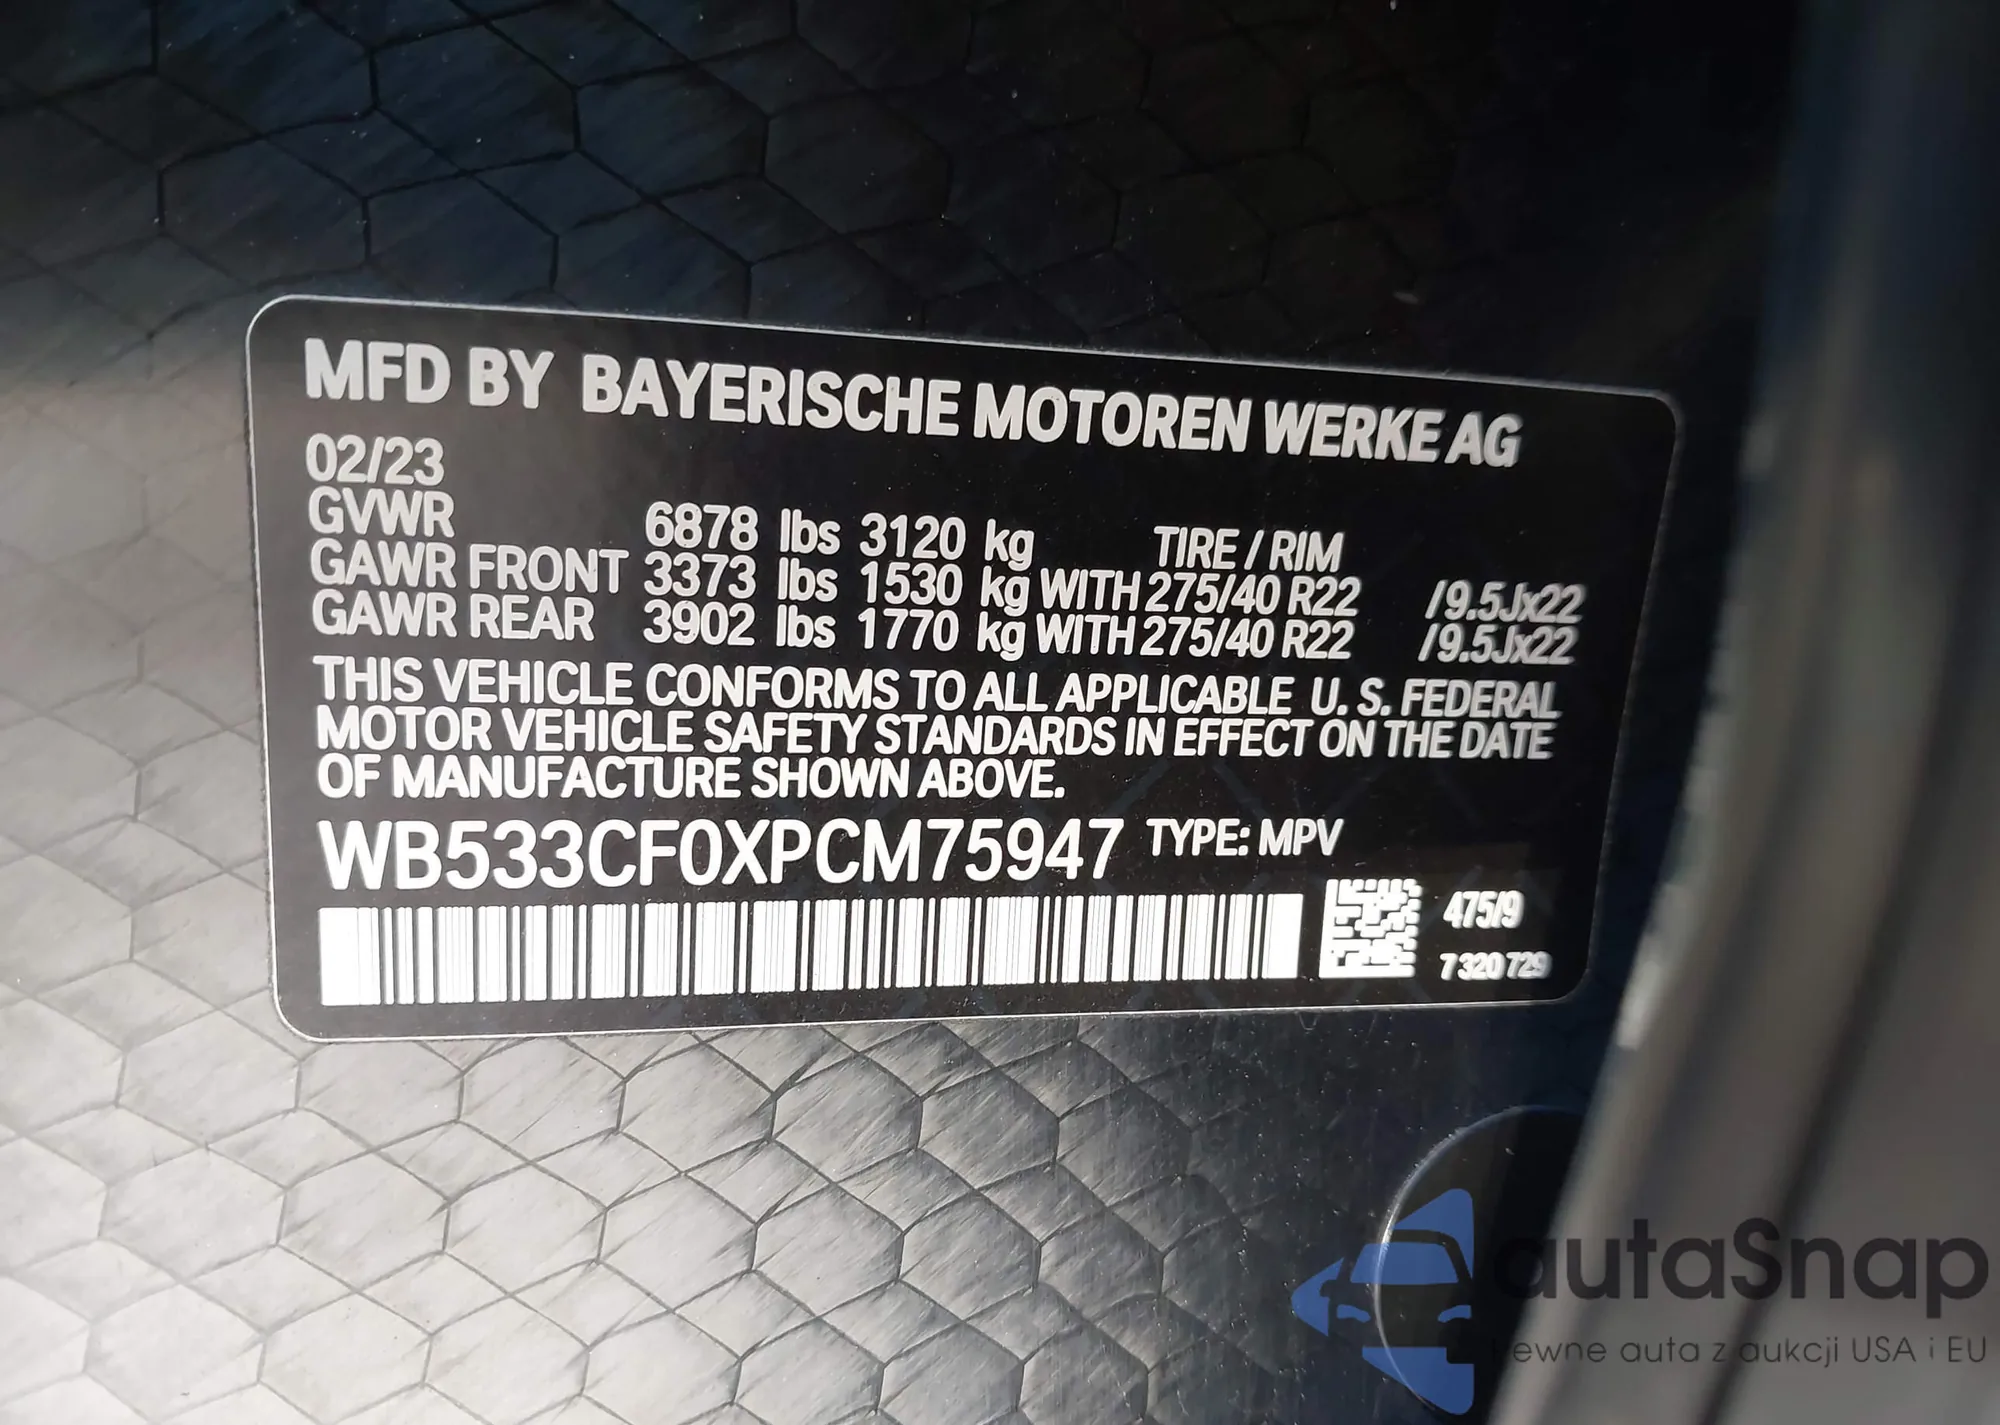 MFD BY BAYERISCHE MOTOREN WERKE AG
02/23
GVWR 6878 lbs 3120 kg TIRE / RIM
GAWR FRONT 3373 lbs 1530 kg WITH 275/40 R22 /9.5Jx22
GAWR REAR 3902 lbs 1770 kg WITH 275/40 R22 /9.5Jx22
THIS VEHICLE CONFORMS TO ALL APPLICABLE U. S. FEDERAL
MOTOR VEHICLE SAFETY STANDARDS IN EFFECT ON THE DATE
OF MANUFACTURE SHOWN ABOVE.
WB533CF0XPCM75947 TYPE: MPV
475/9
7 320 729
autaSnap
Pewne auta z aukcji USA i EU